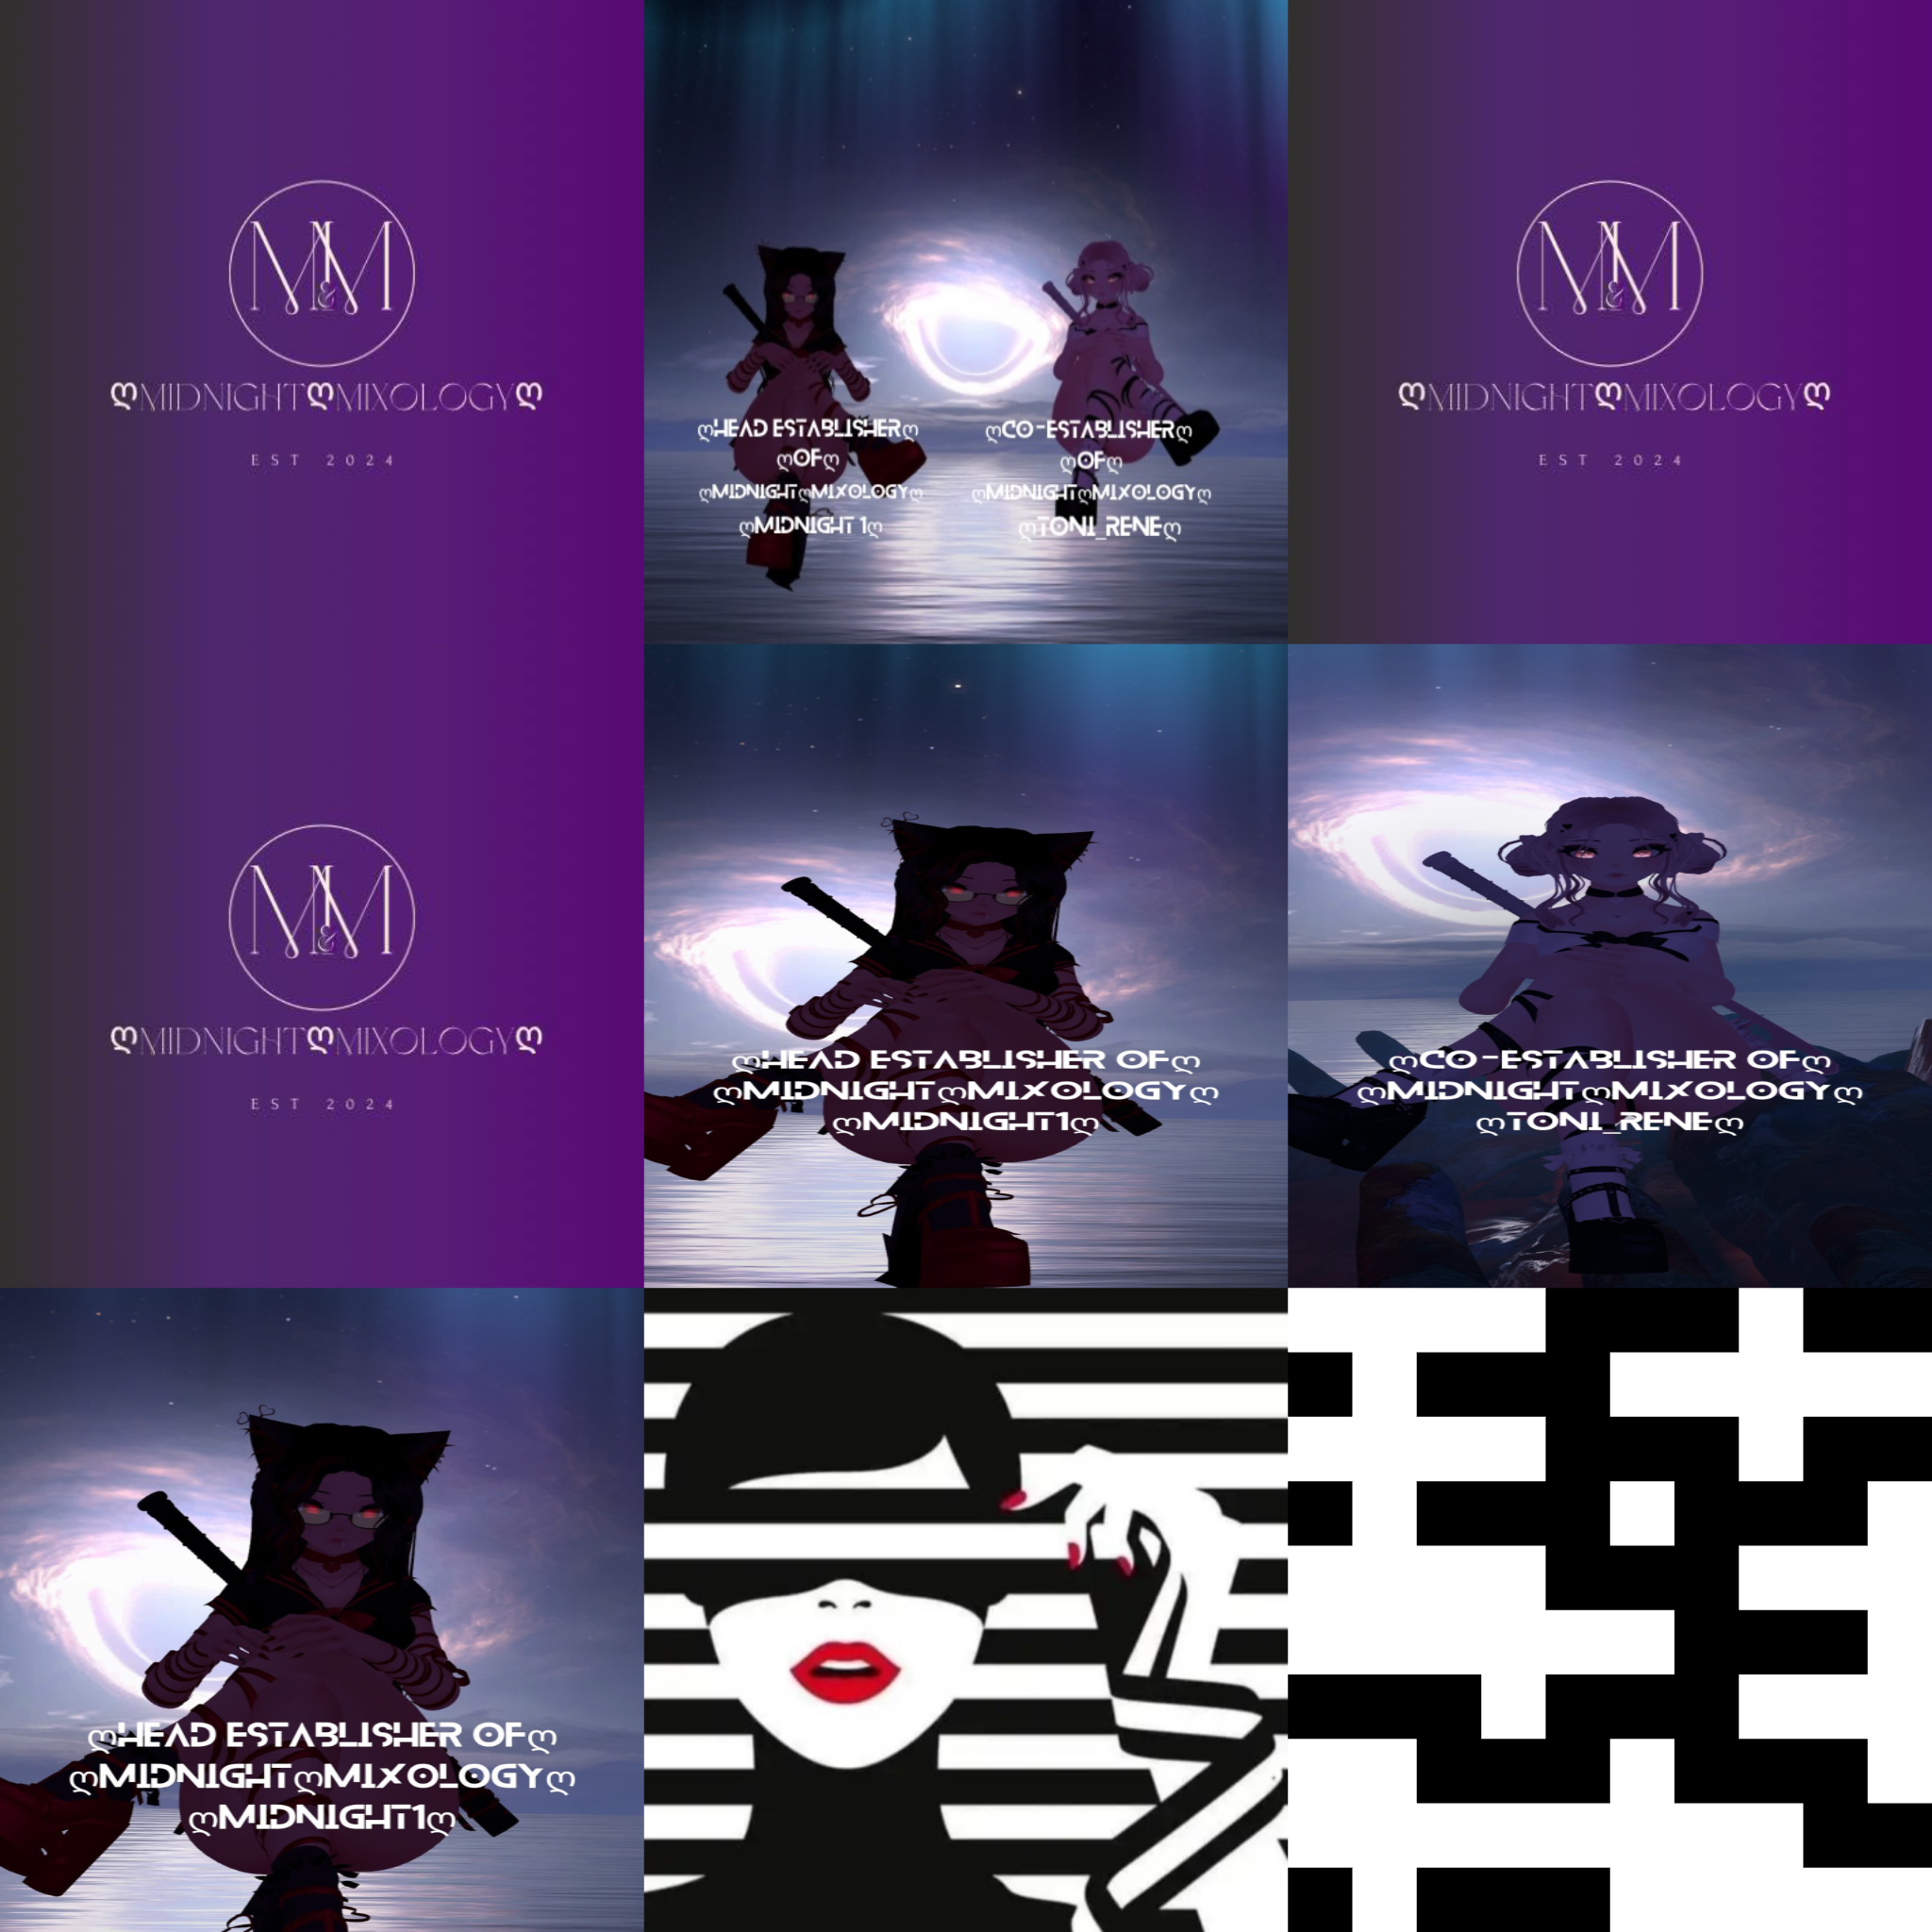 M&M
ღMIDNIGHTღMIXOLOGYღ
EST 2024
ღHEAD ESTABLISHERღ
ღOFღ
ღMIDNIGHTღMIXOLOGYღ
ღMIDNIGHT 1ღ
ღCO-ESTABLISHERღ
ღOFღ
ღMIDNIGHTღMIXOLOGYღ
ღTONI_RENEღ
M&M
ღMIDNIGHTღMIXOLOGYღ
EST 2024
M&M
ღMIDNIGHTღMIXOLOGYღ
EST 2024
ღHEAD ESTABLISHER OFღ
ღMIDNIGHTღMIXOLOGYღ
ღMIDNIGHT1ღ
ღCO-ESTABLISHER OFღ
ღMIDNIGHTღMIXOLOGYღ
ღTONI_RENEღ
ღHEAD ESTABLISHER OFღ
ღMIDNIGHTღMIXOLOGYღ
ღMIDNIGHT1ღ